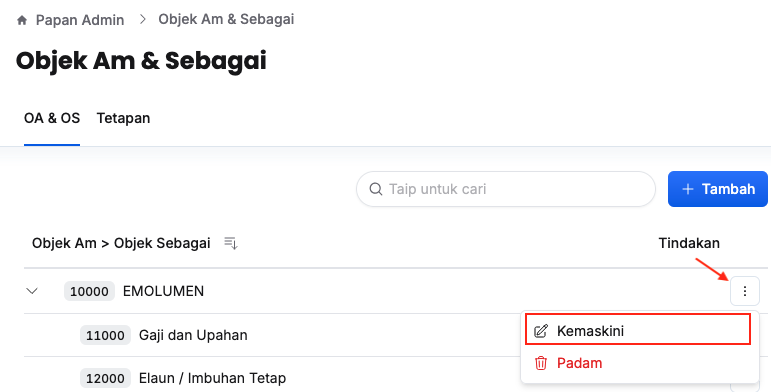 Papan Admin > Objek Am & Sebagai
Objek Am & Sebagai
OA & OS Tetapan
Taip untuk cari + Tambah
Objek Am > Objek Sebagai Tindakan
10000 EMOLUMEN
11000 Gaji dan Upahan Kemaskini
Padam
12000 Elaun / Imbuhan Tetap